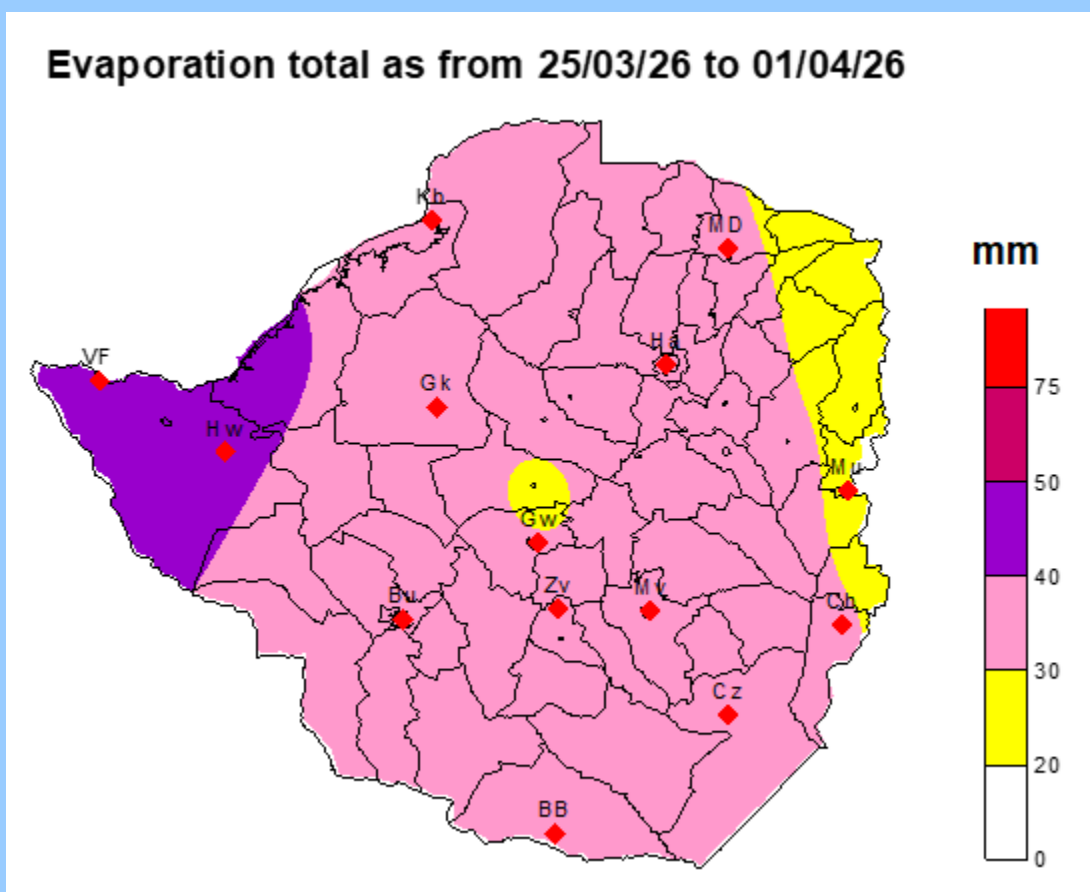 Evaporation total as from 25/03/26 to 01/04/26
Kb
MD
mm
VF
Ha
75
Gk
Hw
50
Mu
Gw
40
Bu
Zv
Mv
Ch
30
Cz
20
BB
0